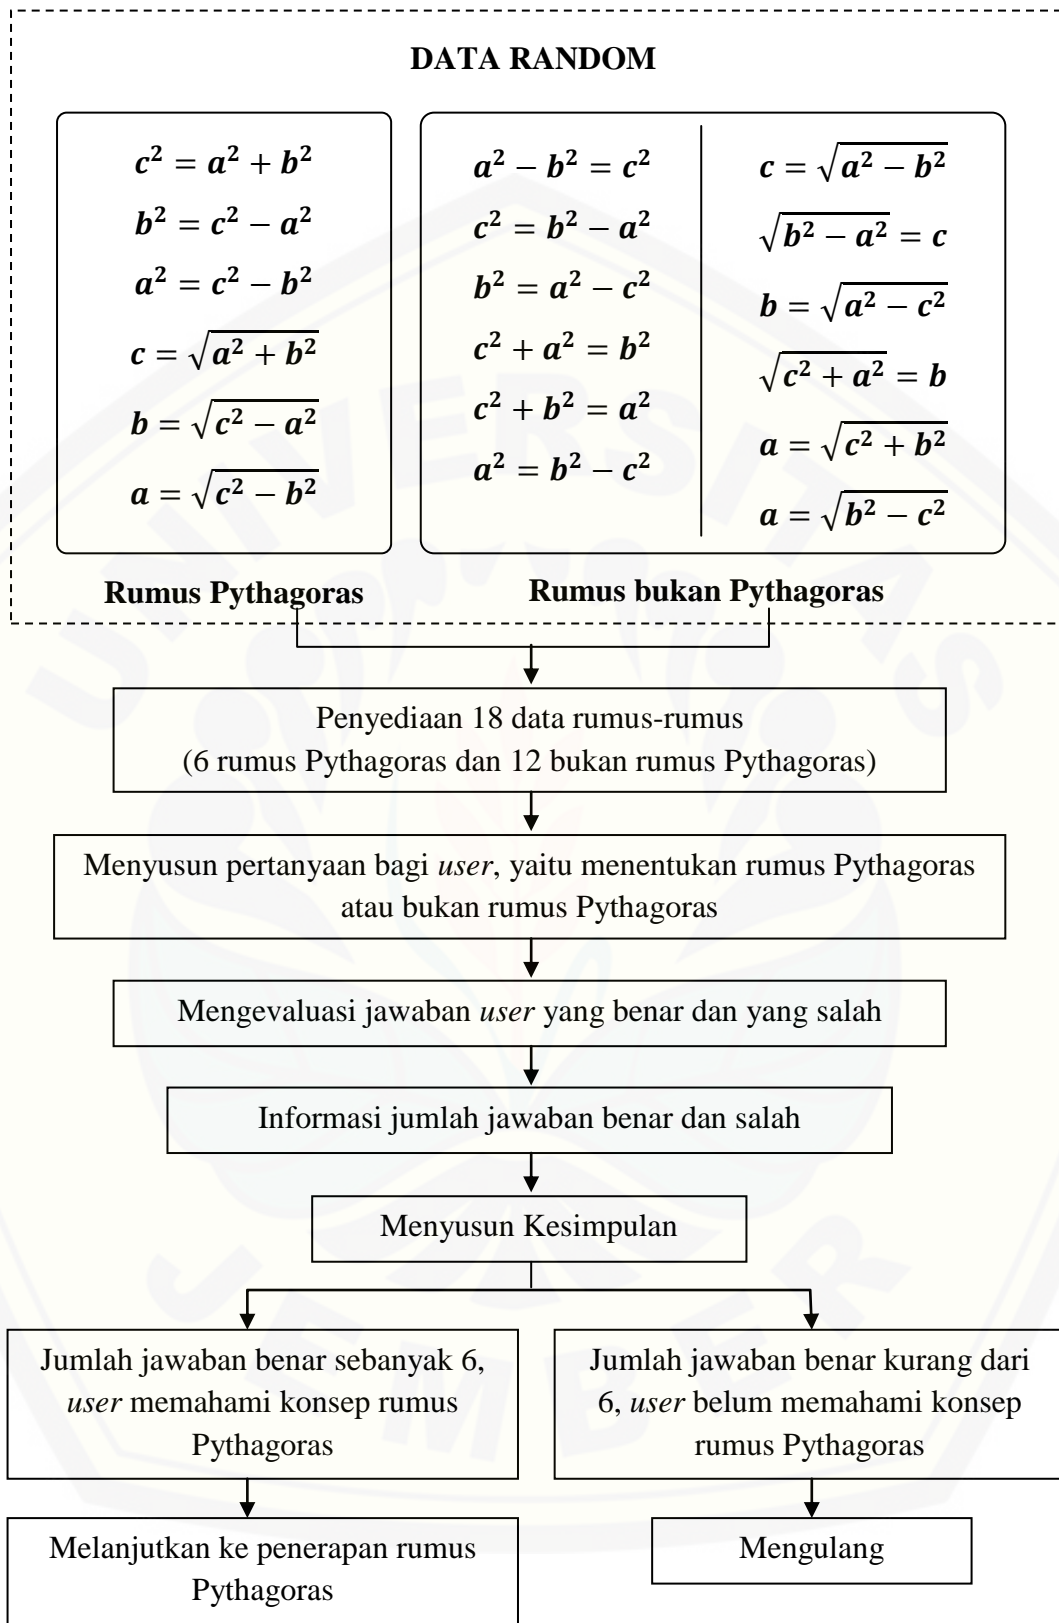 DATA RANDOM
c² = a² + b²
b² = c² − a²
a² = c² − b²
c = √(a² + b²)
b = √(c² − a²)
a = √(c² − b²)
a² − b² = c²
c² = b² − a²
b² = a² − c²
c² + a² = b²
c² + b² = a²
a² = b² − c²
c = √(a² − b²)
√(b² − a²) = c
b = √(a² − c²)
√(c² + a²) = b
a = √(c² + b²)
a = √(b² − c²)
Rumus Pythagoras
Rumus bukan Pythagoras
Penyediaan 18 data rumus-rumus
(6 rumus Pythagoras dan 12 bukan rumus Pythagoras)
Menyusun pertanyaan bagi user, yaitu menentukan rumus Pythagoras
atau bukan rumus Pythagoras
Mengevaluasi jawaban user yang benar dan yang salah
Informasi jumlah jawaban benar dan salah
Menyusun Kesimpulan
Jumlah jawaban benar sebanyak 6,
user memahami konsep rumus
Pythagoras
Jumlah jawaban benar kurang dari
6, user belum memahami konsep
rumus Pythagoras
Melanjutkan ke penerapan rumus
Pythagoras
Mengulang
UNIVERSITAS
JEMBER